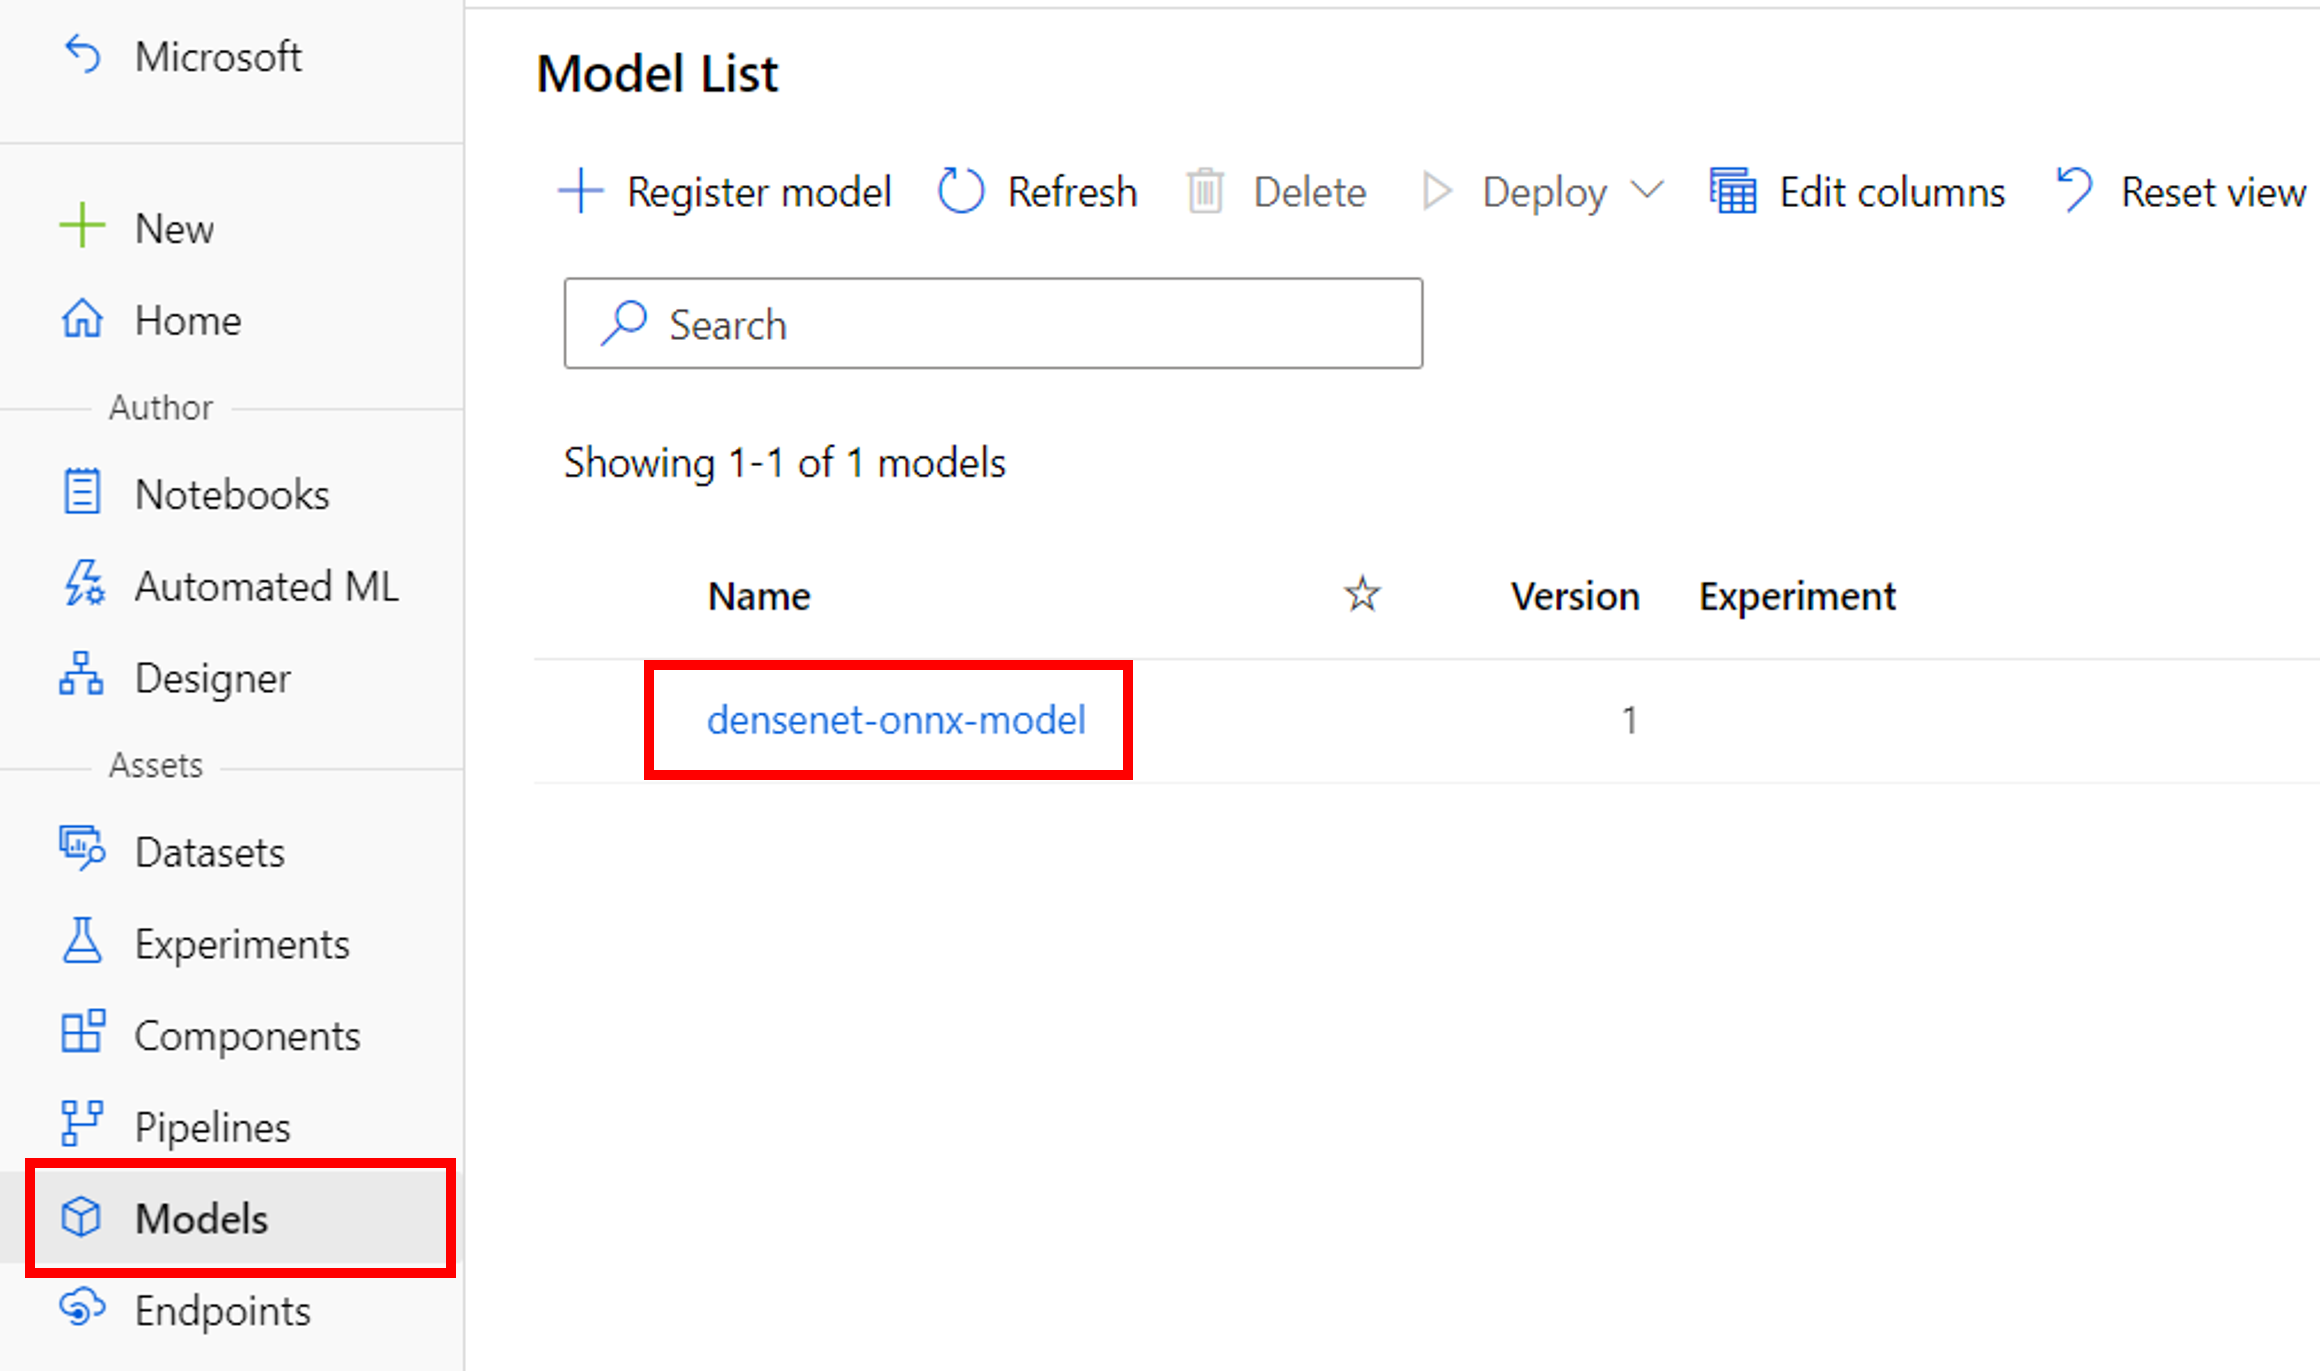 Microsoft
New
Home
Author
Notebooks
Automated ML
Designer
Assets
Datasets
Experiments
Components
Pipelines
Models
Endpoints
Model List
Register model Refresh Delete Deploy Edit columns Reset view
Search
Showing 1-1 of 1 models
Name Version Experiment
densenet-onnx-model 1